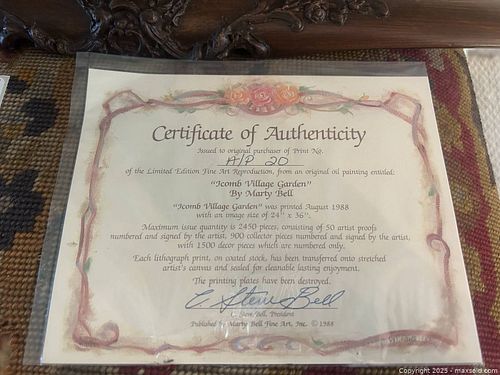 Certificate of Authenticity
Issued to original purchaser of Print No.
A/P 20
of the Limited Edition Fine Art Reproduction, from an original oil painting entitled:
"Icomb Village Garden"
By Marty Bell
"Icomb Village Garden" was printed August 1988
with an image size of 24" x 36".
Maximum issue quantity is 2450 pieces, consisting of 50 artist proofs
numbered and signed by the artist, 900 collector pieces numbered and signed by the artist,
with 1500 decor pieces which are numbered only.
Each lithograph print, on coated stock, has been transferred onto stretched
artist's canvas and sealed for cleanable lasting enjoyment.
The printing plates have been destroyed.
E. Steve Bell
E. Steve Bell, President
Published by Marty Bell Fine Art, Inc. © 1988
Copyright 2025 - maxsold.com